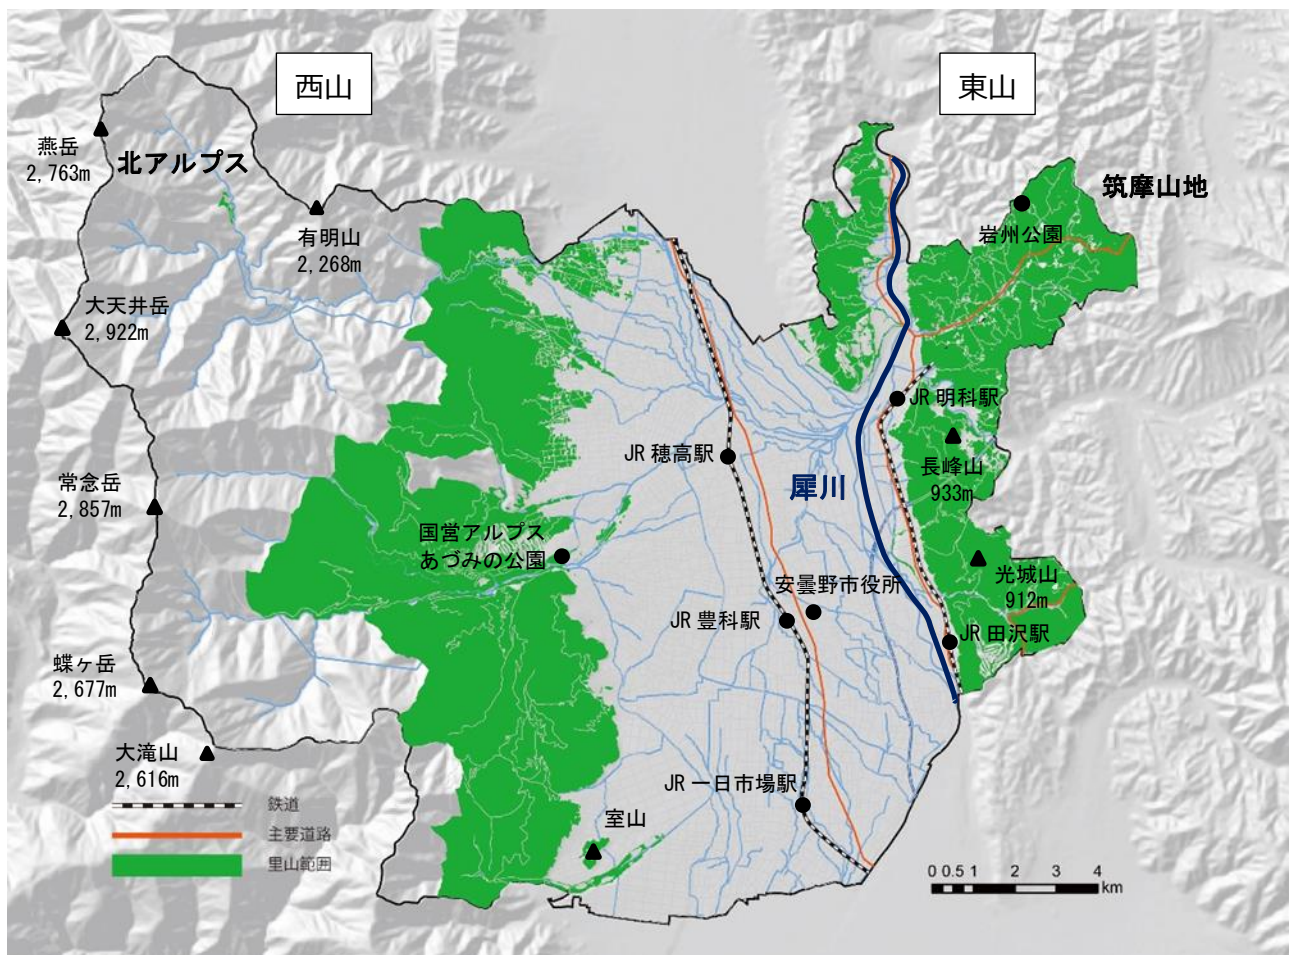 西山
東山
燕岳
2,763m
北アルプス
筑摩山地
有明山
2,268m
岩州公園
大天井岳
2,922m
JR 明科駅
JR 穂高駅
長峰山
933m
犀川
常念岳
2,857m
国営アルプス
あづみの公園
安曇野市役所
光城山
912m
JR 豊科駅
JR 田沢駅
蝶ヶ岳
2,677m
大滝山
2,616m
JR 一日市場駅
鉄道
室山
主要道路
里山範囲
0 0.5 1 2 3 4
km